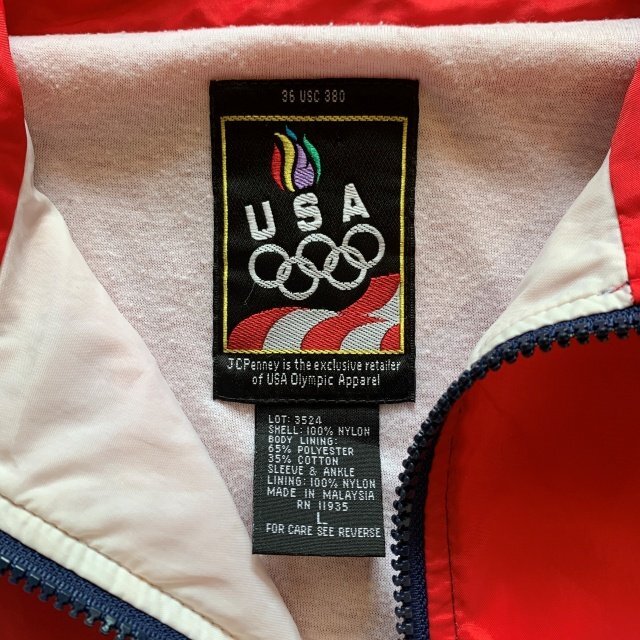 36 USC 380
USA
JCPenney is the exclusive retailer
of USA Olympic Apparel
LOT: 3524
SHELL: 100% NYLON
BODY LINING:
65% POLYESTER
35% COTTON
SLEEVE & ANKLE
LINING: 100% NYLON
MADE IN MALAYSIA
RN 11935
L
FOR CARE SEE REVERSE